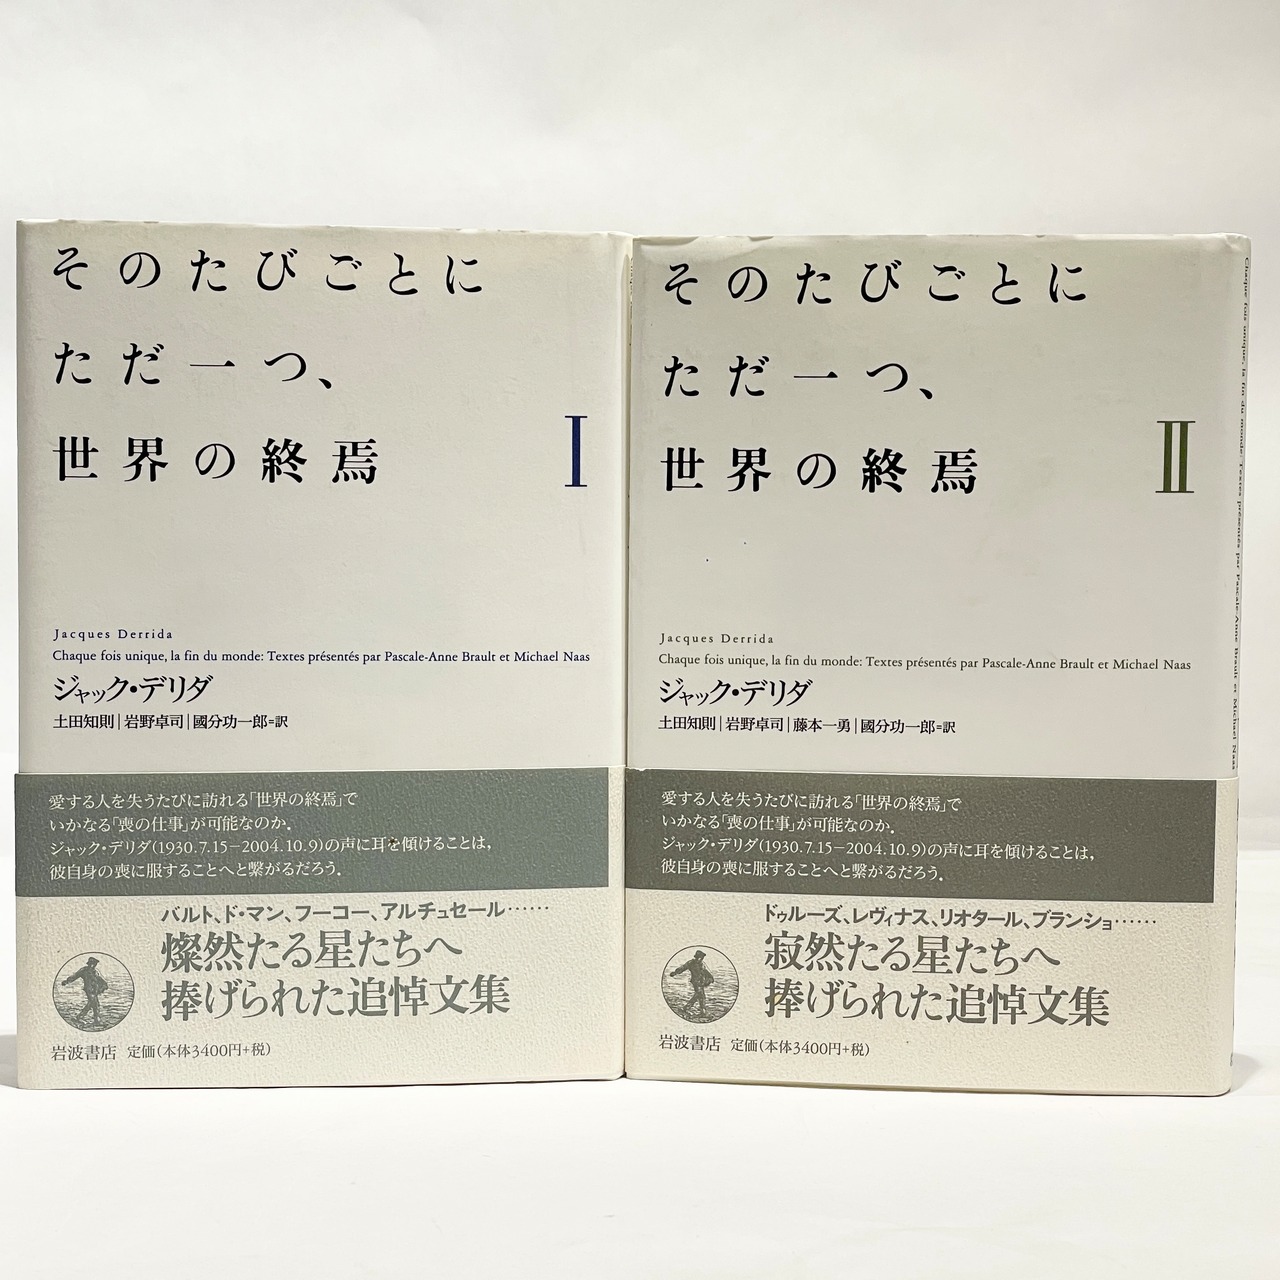 そのたびごとに
ただ一つ、
世界の終焉
I
Jacques Derrida
Chaque fois unique, la fin du monde: Textes présentés par Pascale-Anne Brault et Michael Naas
ジャック・デリダ
土田知則|岩野卓司|國分功一郎=訳
愛する人を失うたびに訪れる「世界の終焉」で
いかなる「喪の仕事」が可能なのか.
ジャック・デリダ(1930.7.15−2004.10.9)の声に耳を傾けることは,
彼自身の喪に服することへと繫がるだろう.
バルト、ド・マン、フーコー、アルチュセール……
燦然たる星たちへ
捧げられた追悼文集
岩波書店 定価(本体3400円+税)
そのたびごとに
ただ一つ、
世界の終焉
II
Jacques Derrida
Chaque fois unique, la fin du monde: Textes présentés par Pascale-Anne Brault et Michael Naas
ジャック・デリダ
土田知則|岩野卓司|藤本一勇|國分功一郎=訳
愛する人を失うたびに訪れる「世界の終焉」で
いかなる「喪の仕事」が可能なのか.
ジャック・デリダ(1930.7.15−2004.10.9)の声に耳を傾けることは,
彼自身の喪に服することへと繫がるだろう.
ドゥルーズ、レヴィナス、リオタール、ブランショ……
寂然たる星たちへ
捧げられた追悼文集
岩波書店 定価(本体3400円+税)
Chaque fois unique, la fin du monde: Textes présentés par Pascale-Anne Brault et Michael Naas